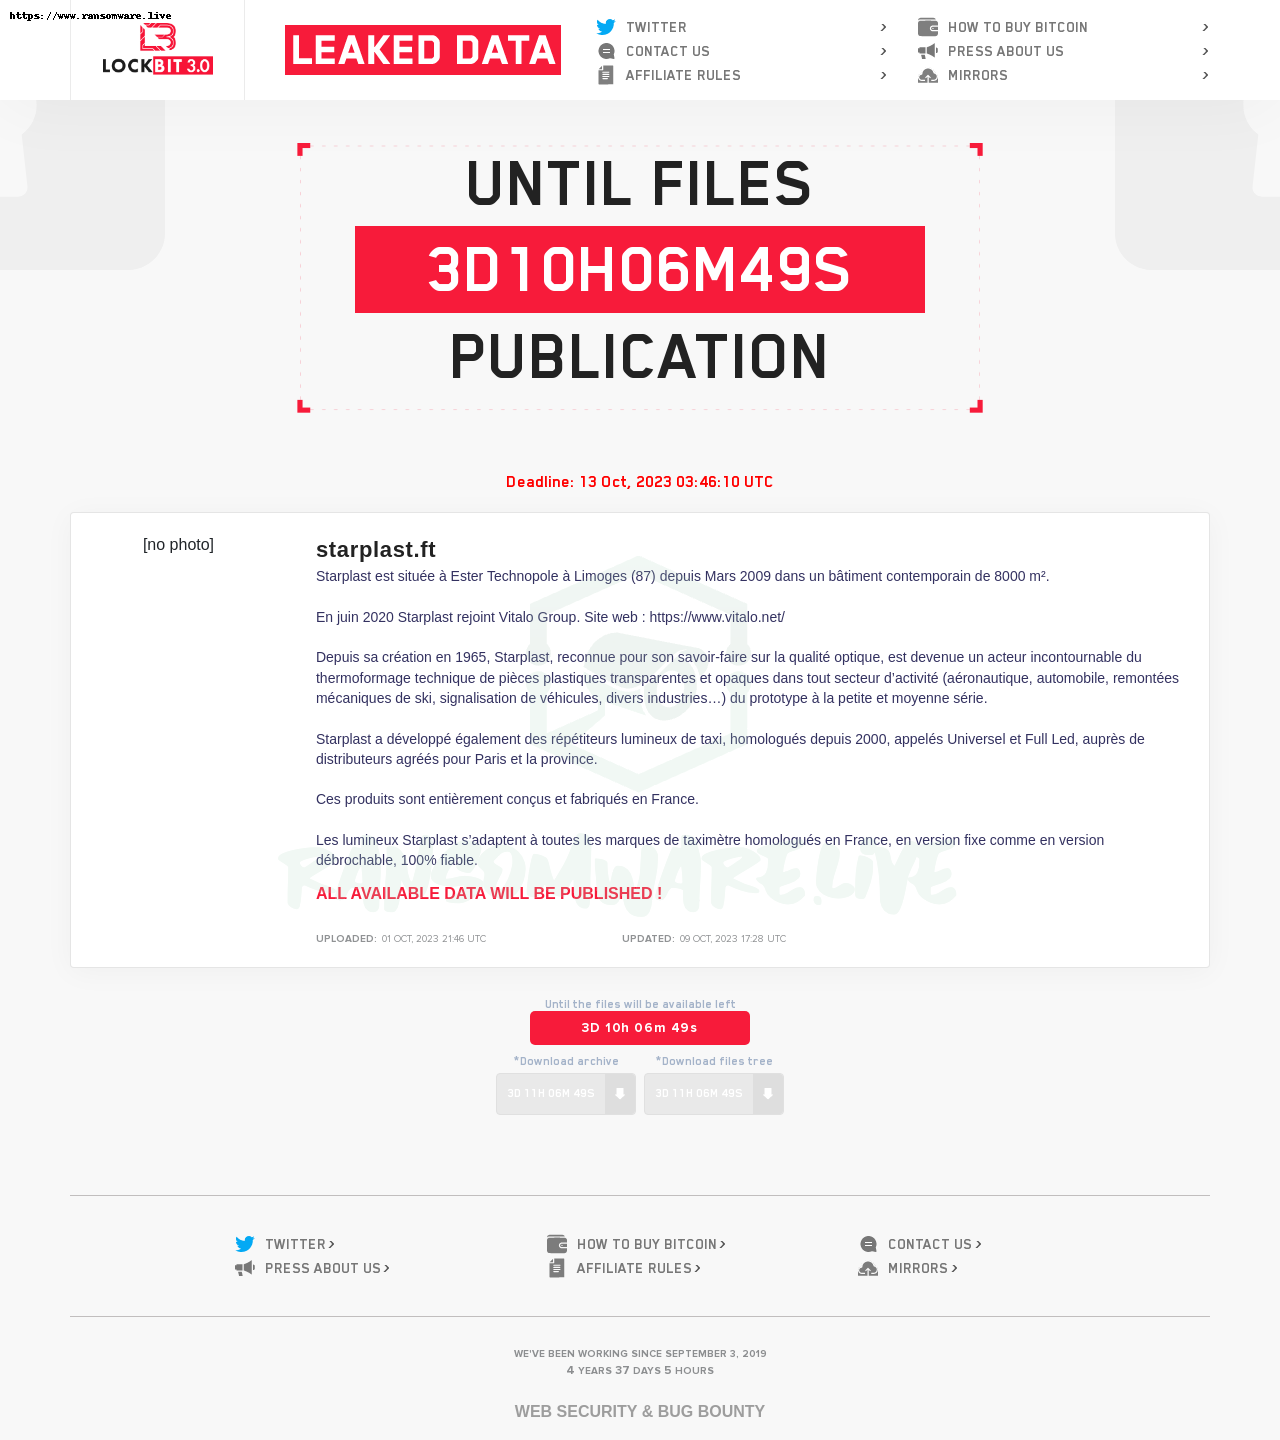 https://www.ransomware.live
LOCKBIT 3.0
LEAKED DATA
TWITTER
CONTACT US
AFFILIATE RULES
HOW TO BUY BITCOIN
PRESS ABOUT US
MIRRORS
UNTIL FILES
3D10H06M49S
PUBLICATION
Deadline: 13 Oct, 2023 03:46:10 UTC
[no photo]
starplast.ft
Starplast est située à Ester Technopole à Limoges (87) depuis Mars 2009 dans un bâtiment contemporain de 8000 m².
En juin 2020 Starplast rejoint Vitalo Group. Site web : https://www.vitalo.net/
Depuis sa création en 1965, Starplast, reconnue pour son savoir-faire sur la qualité optique, est devenue un acteur incontournable du
thermoformage technique de pièces plastiques transparentes et opaques dans tout secteur d’activité (aéronautique, automobile, remontées
mécaniques de ski, signalisation de véhicules, divers industries…) du prototype à la petite et moyenne série.
Starplast a développé également des répétiteurs lumineux de taxi, homologués depuis 2000, appelés Universel et Full Led, auprès de
distributeurs agréés pour Paris et la province.
Ces produits sont entièrement conçus et fabriqués en France.
Les lumineux Starplast s’adaptent à toutes les marques de taximètre homologués en France, en version fixe comme en version
débrochable, 100% fiable.
RANSOMWARE.LIVE
ALL AVAILABLE DATA WILL BE PUBLISHED !
UPLOADED: 01 OCT, 2023 21:46 UTC
UPDATED: 09 OCT, 2023 17:28 UTC
Until the files will be available left
3D 10h 06m 49s
*Download archive
*Download files tree
3D 11H 06M 49S
3D 11H 06M 49S
TWITTER
HOW TO BUY BITCOIN
CONTACT US
PRESS ABOUT US
AFFILIATE RULES
MIRRORS
WE'VE BEEN WORKING SINCE SEPTEMBER 3, 2019
4 YEARS 37 DAYS 5 HOURS
WEB SECURITY & BUG BOUNTY